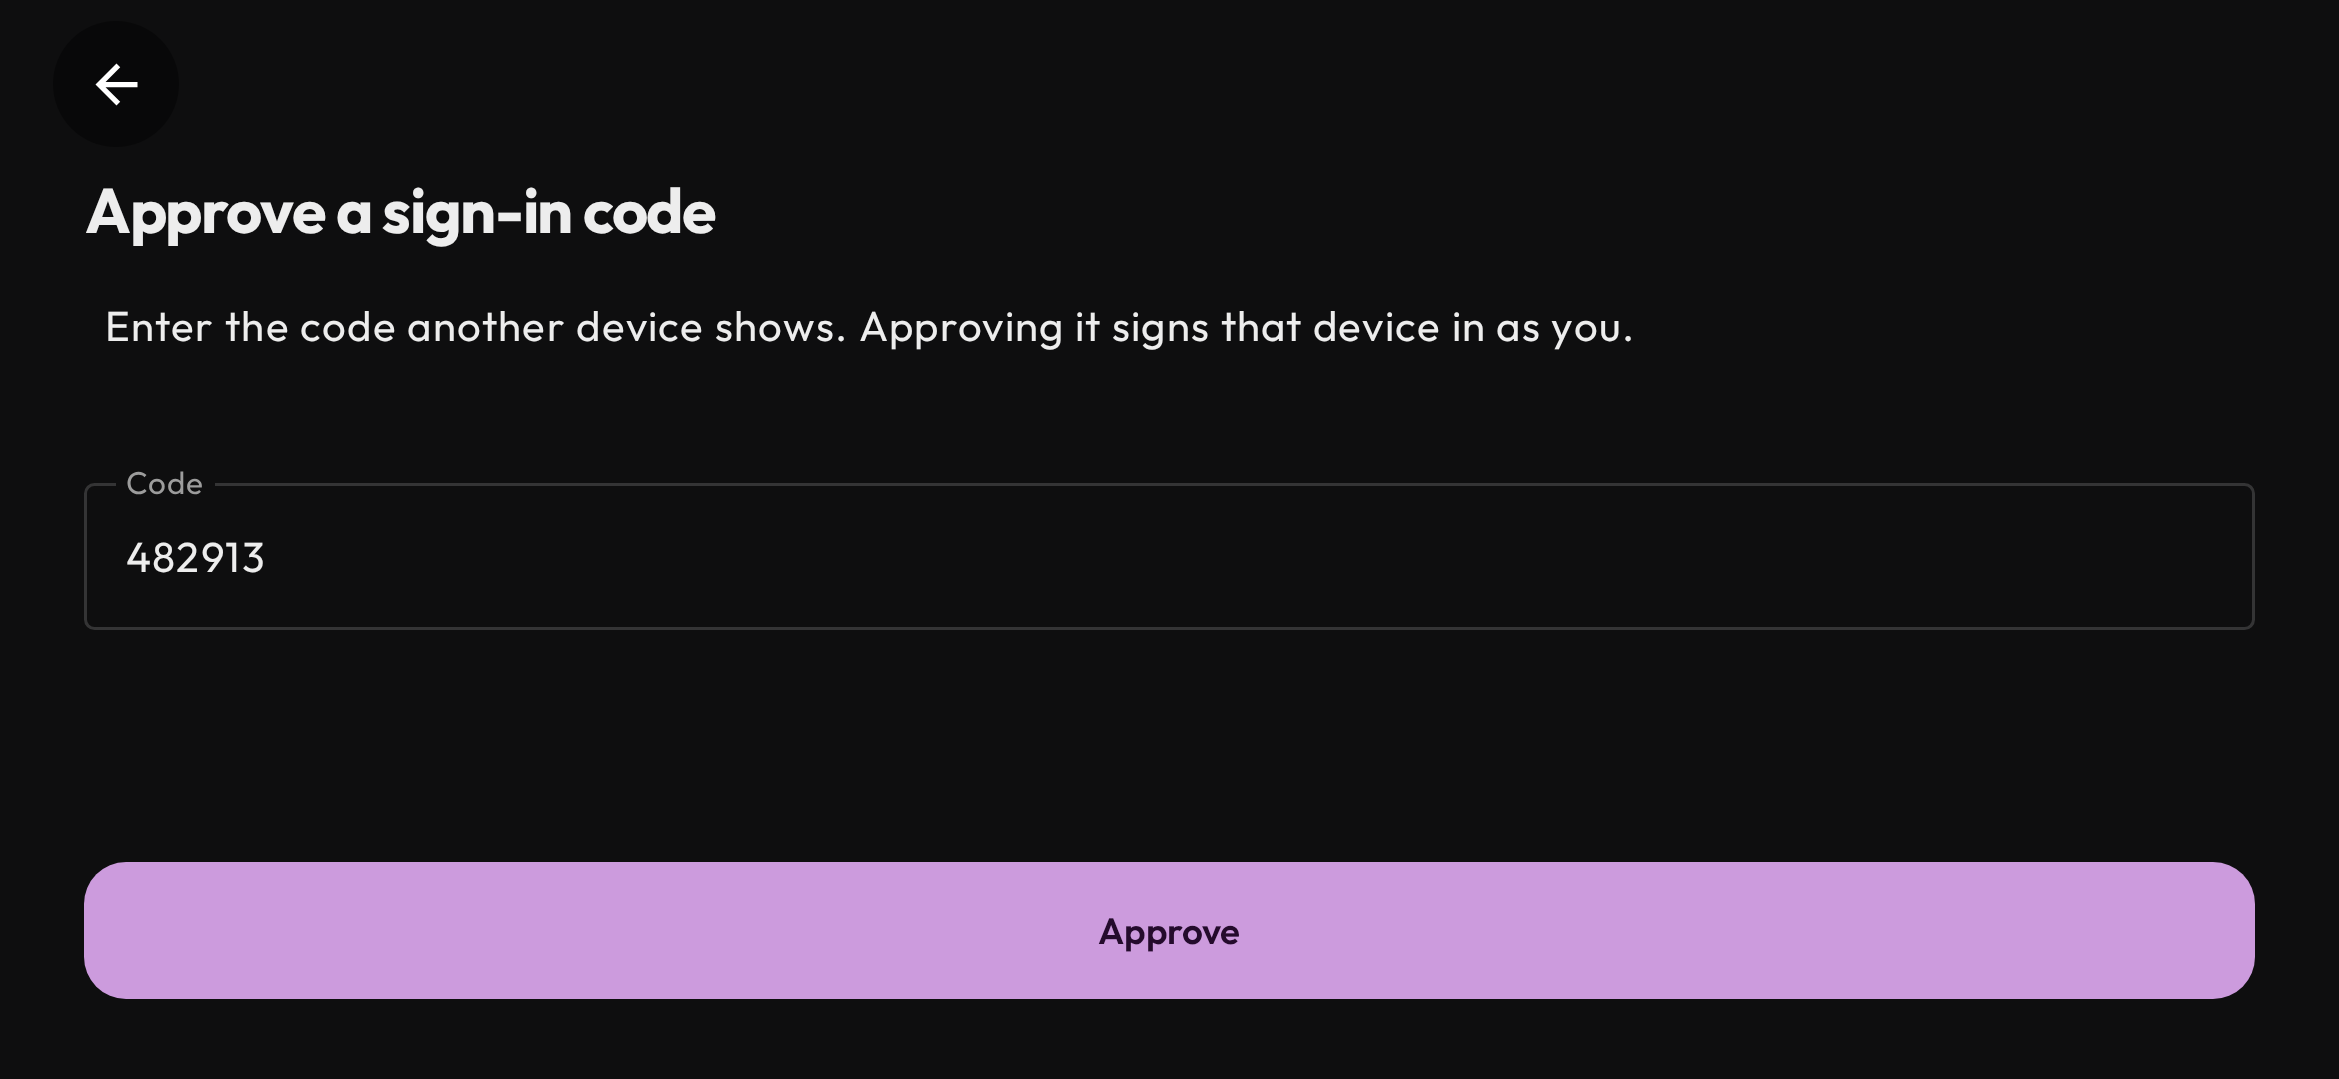 Approve a sign-in code
Enter the code another device shows. Approving it signs that device in as you.
Code
482913
Approve